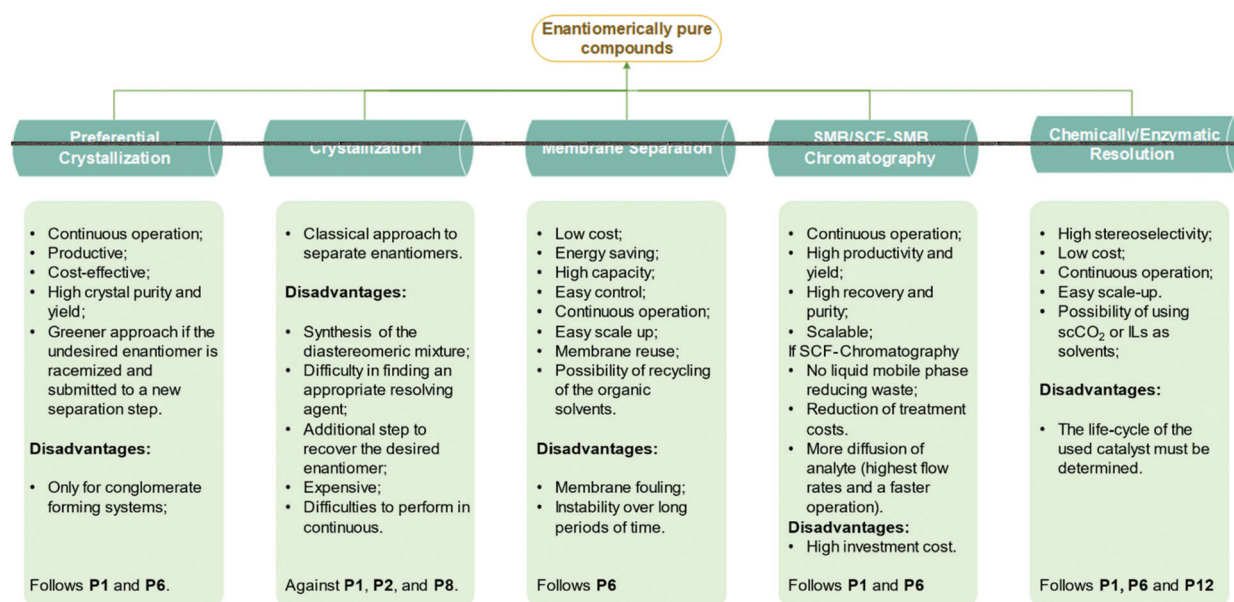 Enantiomerically pure
compounds
Preferential
Crystallization
• Continuous operation;
• Productive;
• Cost-effective;
• High crystal purity and
yield;
• Greener approach if the
undesired enantiomer is
racemized and
submitted to a new
separation step.
Disadvantages:
• Only for conglomerate
forming systems;
Follows P1 and P6.
Crystallization
• Classical approach to
separate enantiomers.
Disadvantages:
• Synthesis of the
diastereomeric mixture;
• Difficulty in finding an
appropriate resolving
agent;
• Additional step to
recover the desired
enantiomer;
• Expensive;
• Difficulties to perform in
continuous.
Against P1, P2, and P8.
Membrane Separation
• Low cost;
• Energy saving;
• High capacity;
• Easy control;
• Continuous operation;
• Easy scale up;
• Membrane reuse;
• Possibility of recycling
of the organic
solvents.
Disadvantages:
• Membrane fouling;
• Instability over long
periods of time.
Follows P6
SMB/SCF-SMB
Chromatography
• Continuous operation;
• High productivity and
yield;
• High recovery and
purity;
• Scalable;
If SCF-Chromatography
• No liquid mobile phase
reducing waste;
• Reduction of treatment
costs.
• More diffusion of
analyte (highest flow
rates and a faster
operation).
Disadvantages:
• High investment cost.
Follows P1 and P6
Chemically/Enzymatic
Resolution
• High stereoselectivity;
• Low cost;
• Continuous operation;
• Easy scale-up.
• Possibility of using
scCO₂ or ILs as
solvents;
Disadvantages:
• The life-cycle of the
used catalyst must be
determined.
Follows P1, P6 and P12